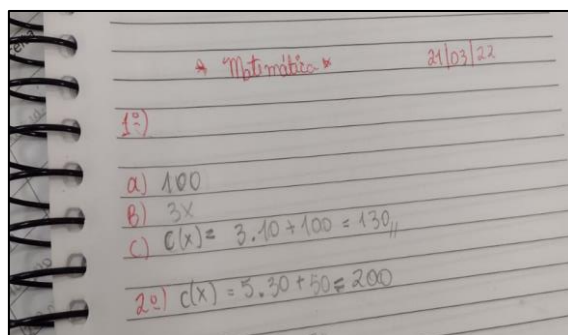 * Matemática * 21/03/22
1º)
a) 100
B) 3x
C) C(x) = 3.10 + 100 = 130,,
2º) C(x) = 5.30 + 50 = 200